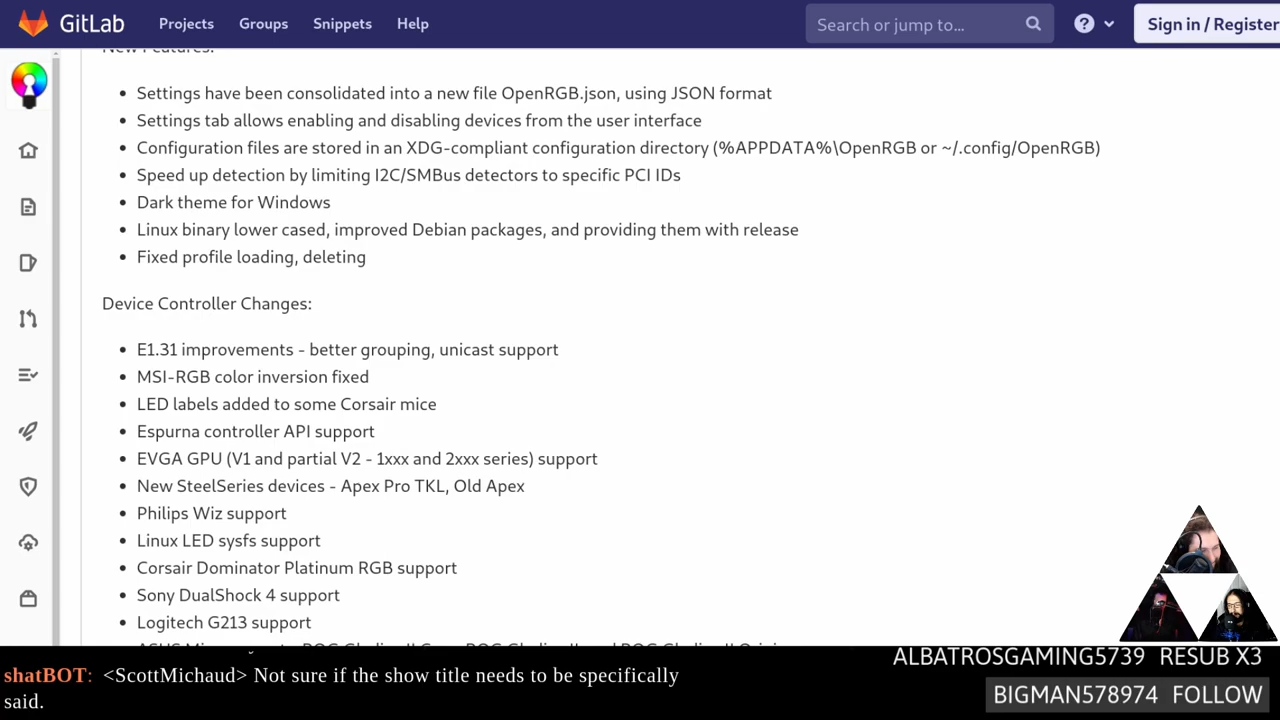 GitLab
Projects
Groups
Snippets
Help
Search or jump to...
Sign in / Register
New Features:
Settings have been consolidated into a new file OpenRGB.json, using JSON format
Settings tab allows enabling and disabling devices from the user interface
Configuration files are stored in an XDG-compliant configuration directory (%APPDATA%\OpenRGB or ~/.config/OpenRGB)
Speed up detection by limiting I2C/SMBus detectors to specific PCI IDs
Dark theme for Windows
Linux binary lower cased, improved Debian packages, and providing them with release
Fixed profile loading, deleting
Device Controller Changes:
E1.31 improvements - better grouping, unicast support
MSI-RGB color inversion fixed
LED labels added to some Corsair mice
Espurna controller API support
EVGA GPU (V1 and partial V2 - 1xxx and 2xxx series) support
New SteelSeries devices - Apex Pro TKL, Old Apex
Philips Wiz support
Linux LED sysfs support
Corsair Dominator Platinum RGB support
Sony DualShock 4 support
Logitech G213 support
shatBOT: <ScottMichaud> Not sure if the show title needs to be specifically
said.
ALBATROSGAMING5739 RESUB X3
BIGMAN578974 FOLLOW